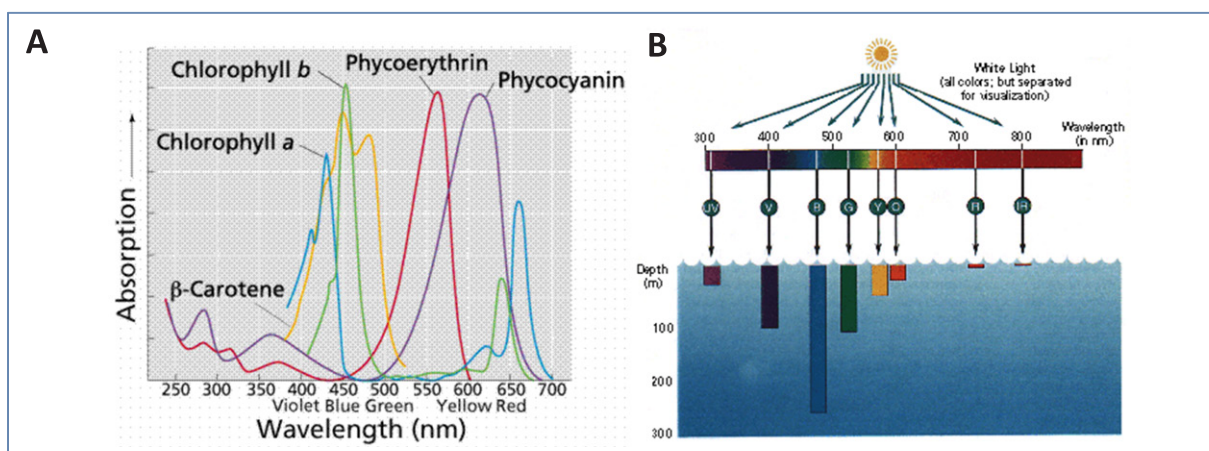 A
Chlorophyll b
Phycoerythrin
Phycocyanin
Chlorophyll a
β-Carotene
Absorption
250 300 350 400 450 500 550 600 650 700
Violet Blue Green Yellow Red
Wavelength (nm)
B
White Light
(all colors; but separated
for visualization)
300 400 500 600 700 800
Wavelength
(in nm)
UV V B G Y O R IR
Depth
(m)
100
200
300